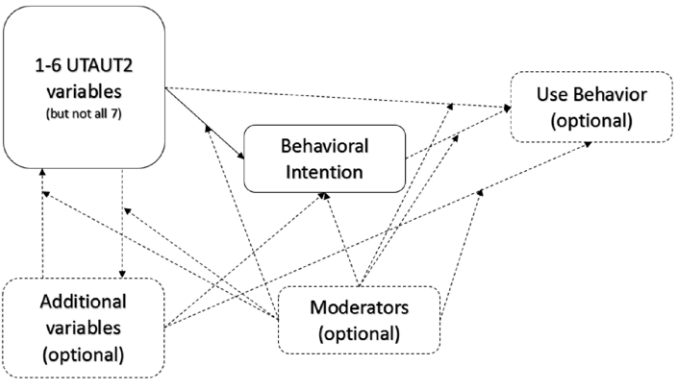 1-6 UTAUT2
variables
(but not all 7)
Use Behavior
(optional)
Behavioral
Intention
Additional
variables
(optional)
Moderators
(optional)